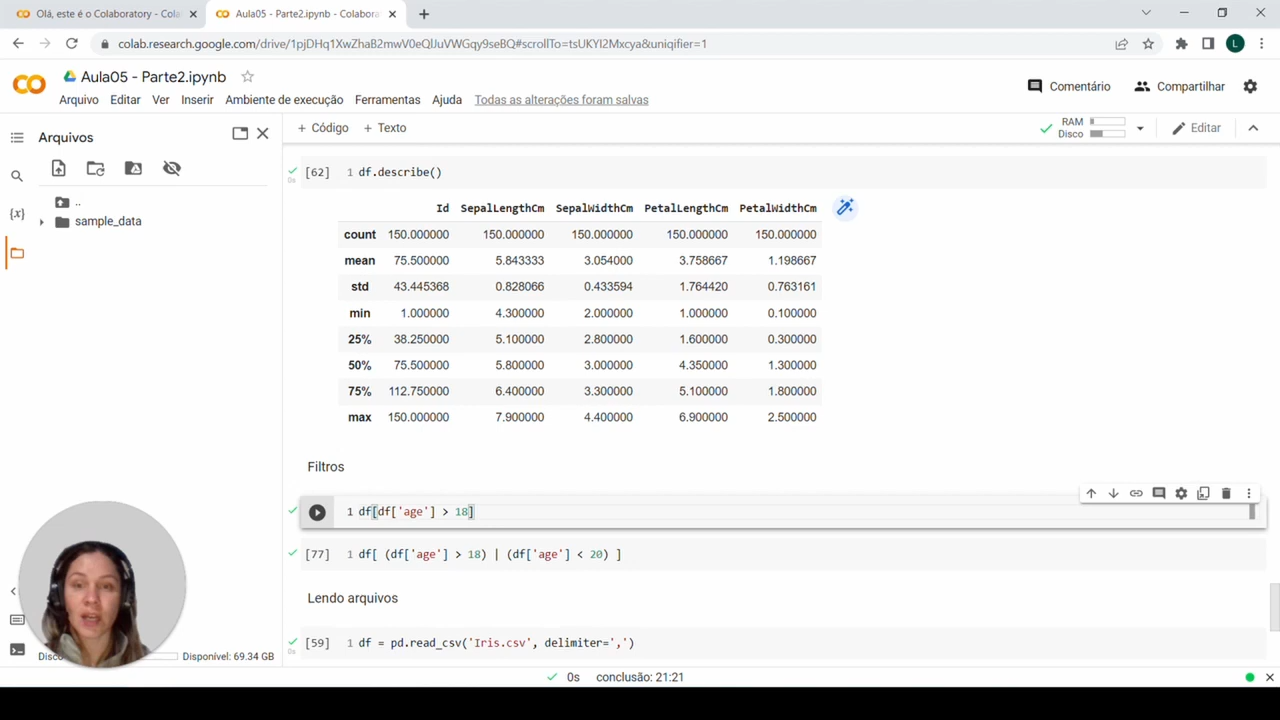 Olá, este é o Colaboratory - Cola
Aula05 - Parte2.ipynb - Colabora
colab.research.google.com/drive/1pjDHq1XwZhaB2mwV0eQlJuVWGqy9seBQ#scrollTo=tsUKYI2Mxcya&uniqifier=1
L
Aula05 - Parte2.ipynb
Arquivo Editar Ver Inserir Ambiente de execução Ferramentas Ajuda Todas as alterações foram salvas
Comentário Compartilhar
Arquivos
+ Código + Texto
RAM
Disco
Editar
..
sample_data
[62] 1 df.describe()
Id SepalLengthCm SepalWidthCm PetalLengthCm PetalWidthCm
count 150.000000 150.000000 150.000000 150.000000 150.000000
mean 75.500000 5.843333 3.054000 3.758667 1.198667
std 43.445368 0.828066 0.433594 1.764420 0.763161
min 1.000000 4.300000 2.000000 1.000000 0.100000
25% 38.250000 5.100000 2.800000 1.600000 0.300000
50% 75.500000 5.800000 3.000000 4.350000 1.300000
75% 112.750000 6.400000 3.300000 5.100000 1.800000
max 150.000000 7.900000 4.400000 6.900000 2.500000
Filtros
1 df[df['age'] > 18]
[77] 1 df[ (df['age'] > 18) | (df['age'] < 20) ]
Lendo arquivos
0s
[59] 1 df = pd.read_csv('Iris.csv', delimiter=',')
0s
Disponível: 69.34 GB
0s conclusão: 21:21